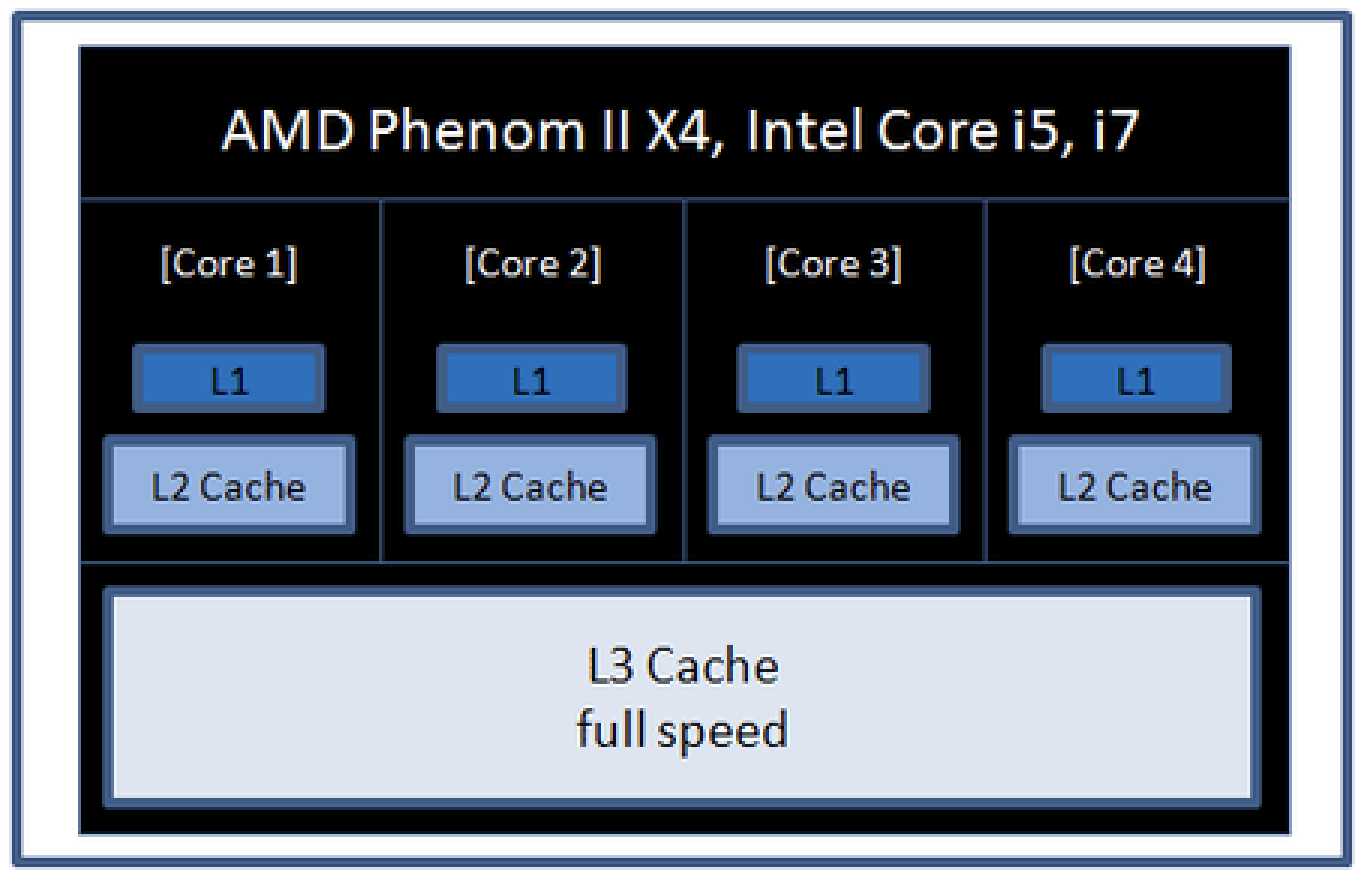 AMD Phenom II X4, Intel Core i5, i7
[Core 1] [Core 2] [Core 3] [Core 4]
L1 L1 L1 L1
L2 Cache L2 Cache L2 Cache L2 Cache
L3 Cache
full speed